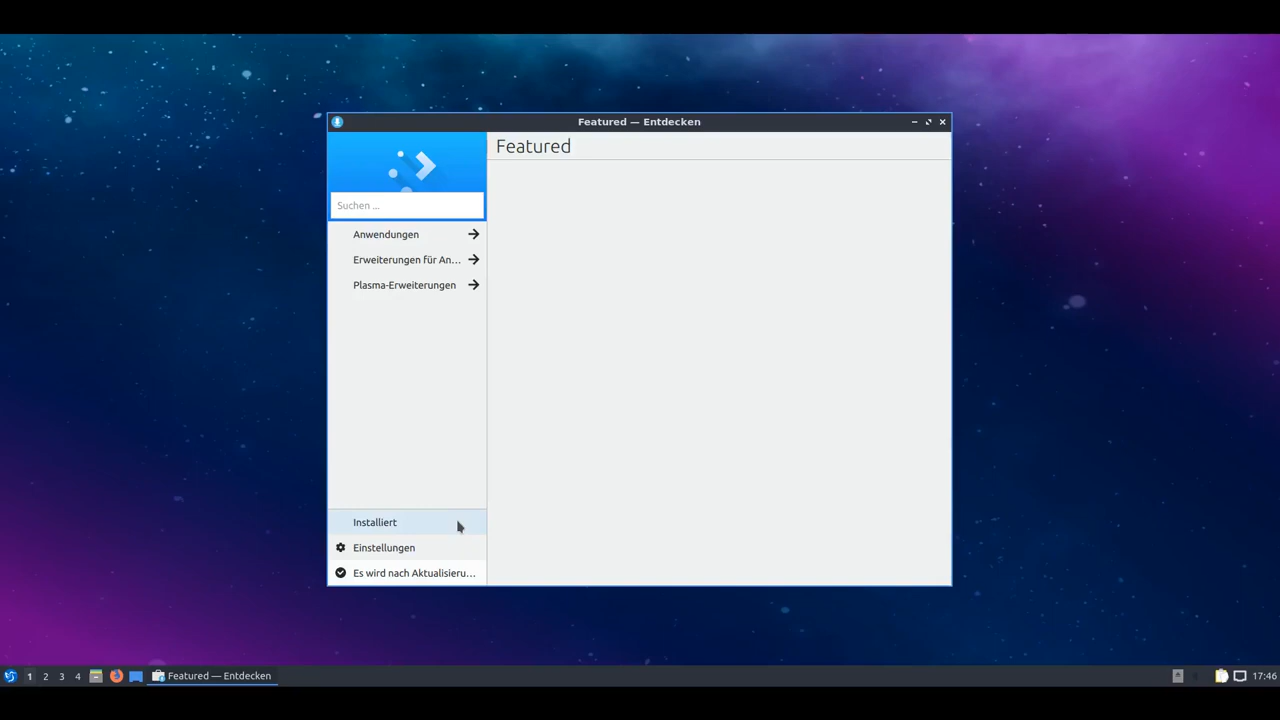 Featured — Entdecken
Featured
Suchen ...
Anwendungen
Erweiterungen für An...
Plasma-Erweiterungen
Installiert
Einstellungen
Es wird nach Aktualisieru...
1 2 3 4 Featured — Entdecken 17:46